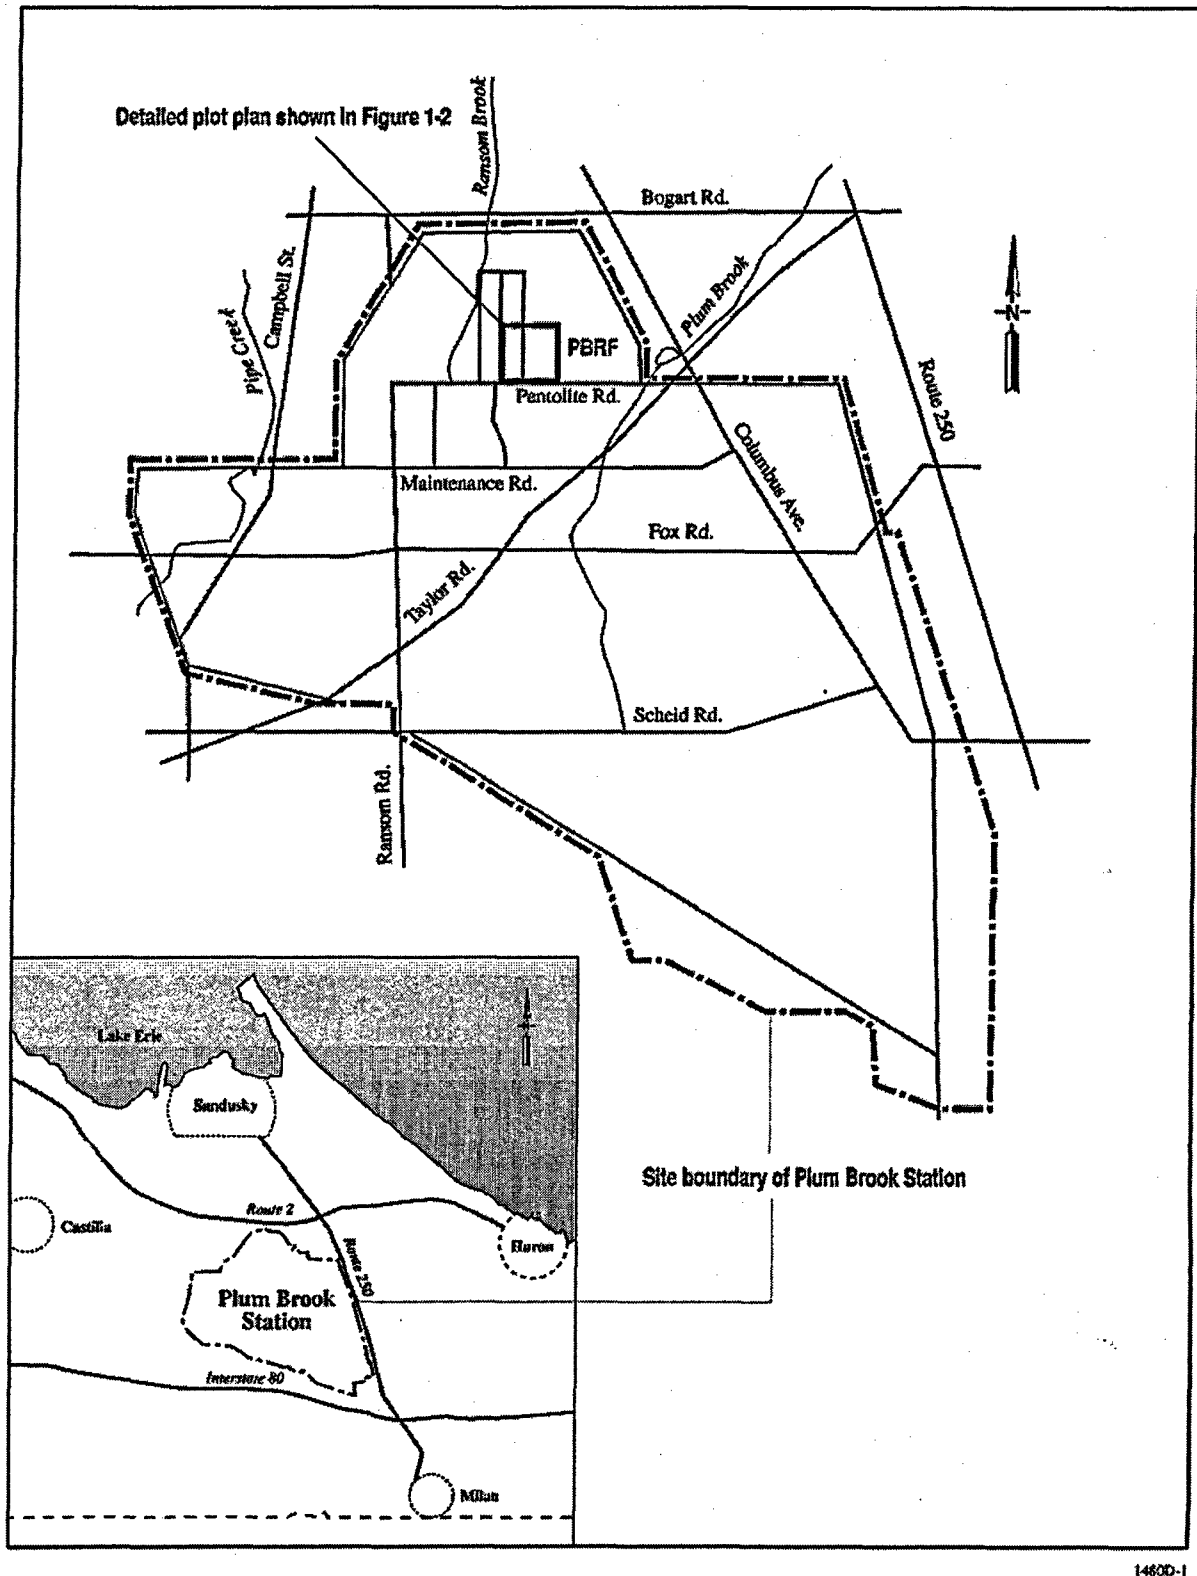 Detailed plot plan shown in Figure 1-2
Ransom Brook
Bogart Rd.
Campbell St.
Pipe Creek
Plum Brook
N
PBRF
Pentolite Rd.
Route 250
Columbus Ave.
Maintenance Rd.
Fox Rd.
Taylor Rd.
Scheid Rd.
Ransom Rd.
Lake Erie
Sandusky
Site boundary of Plum Brook Station
Route 2
Castilia
Huron
Route 250
Plum Brook
Station
Interstate 80
Milan
1460D-1